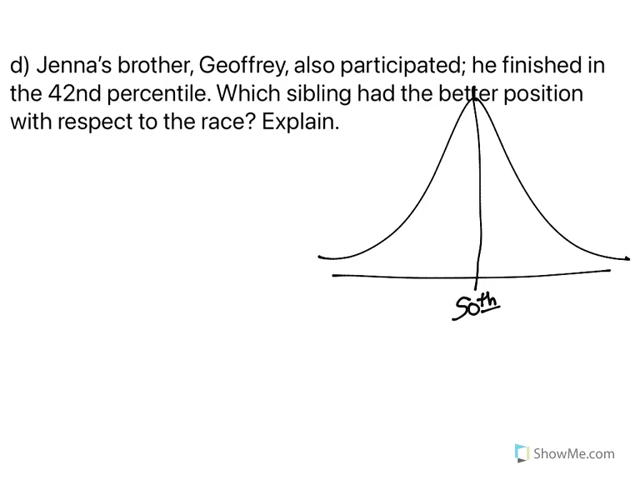 d) Jenna’s brother, Geoffrey, also participated; he finished in
the 42nd percentile. Which sibling had the better position
with respect to the race? Explain.
50th
ShowMe.com